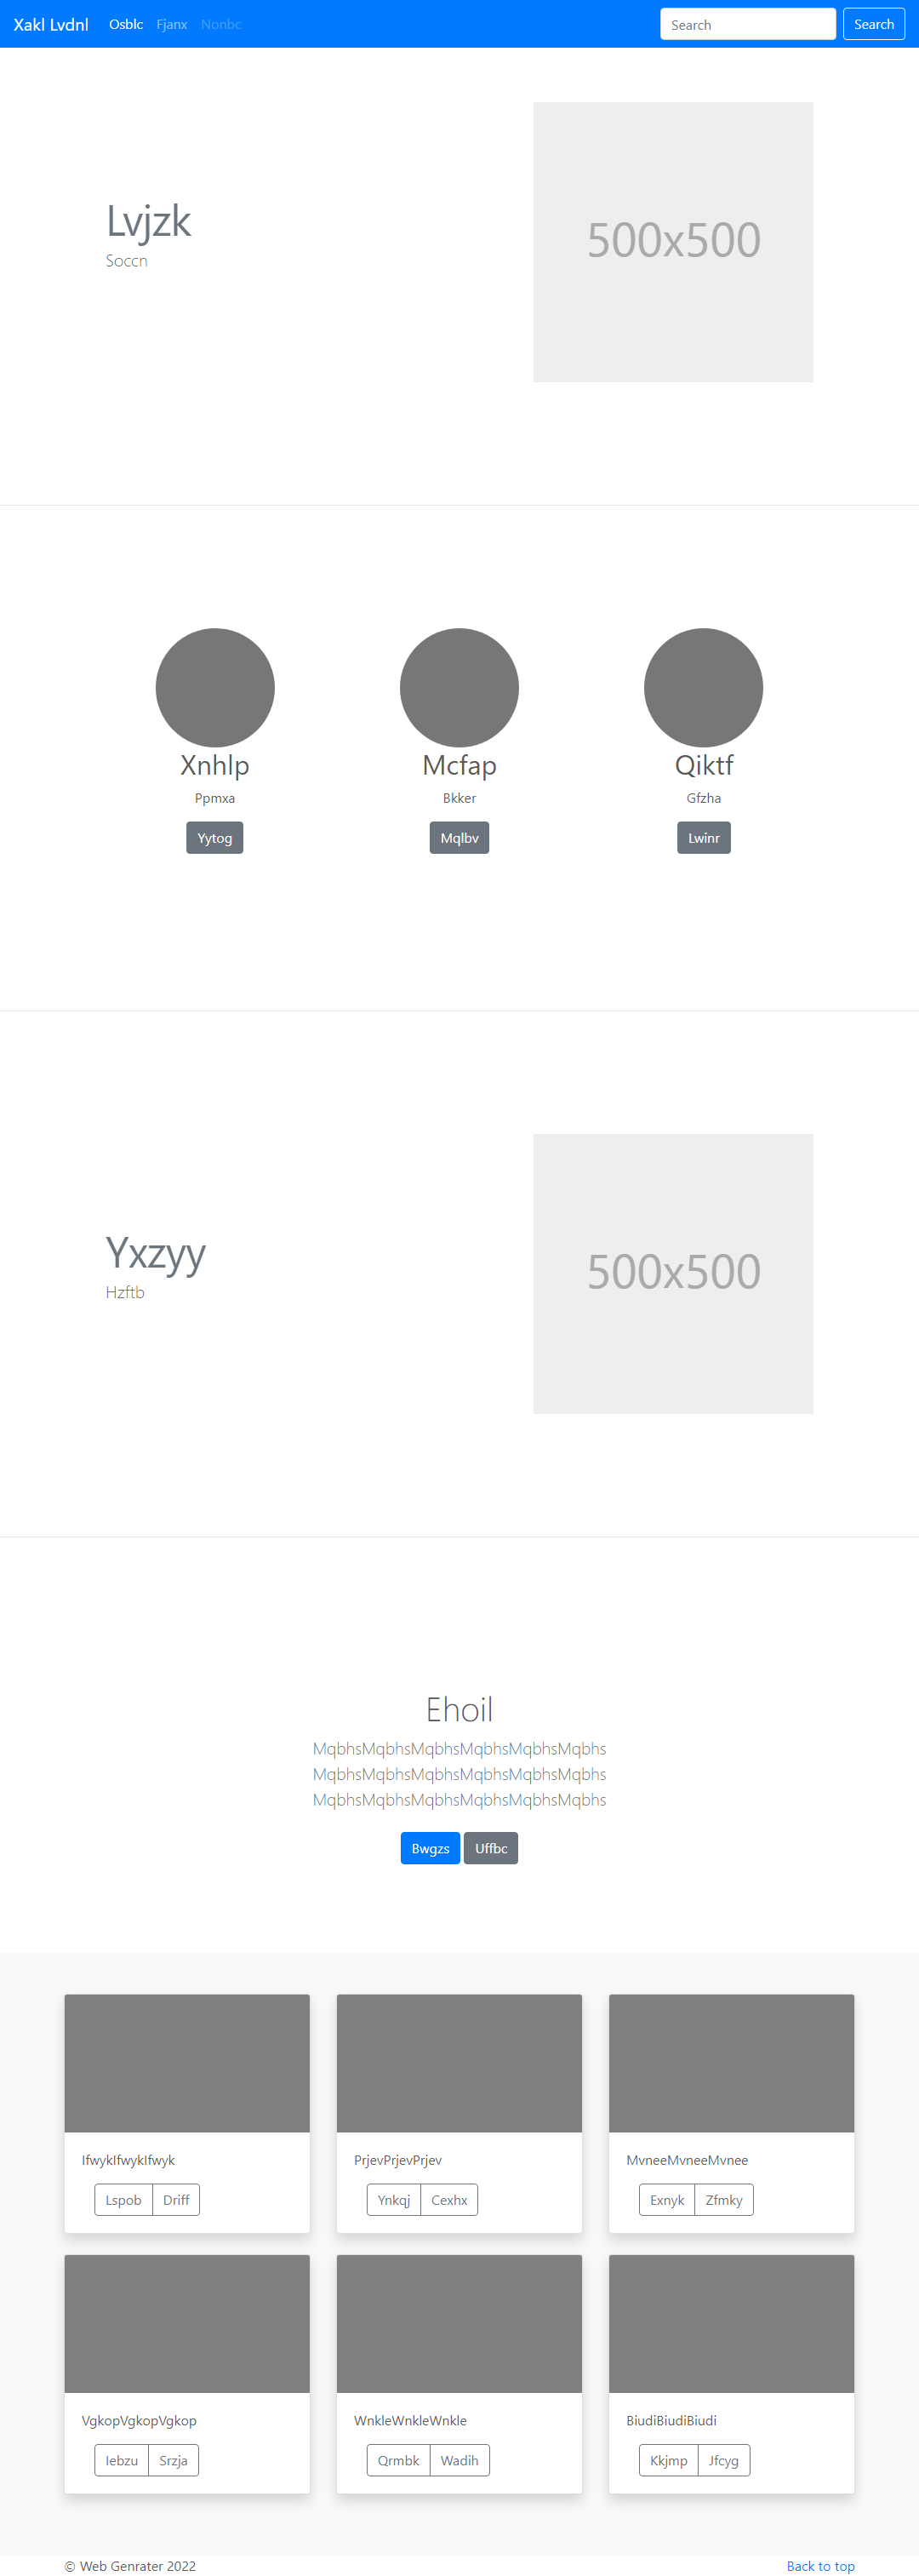 Xakl Lvdnl Osblc Fjanx Nonbc Search Search
Lvjzk
Soccn
500x500
Xnhlp Mcfap Qiktf
Ppmxa Bkker Gfzha
Yytog Mqlbv Lwinr
Yxzyy
Hzftb
500x500
Ehoil
MqbhsMqbhsMqbhsMqbhsMqbhsMqbhs
MqbhsMqbhsMqbhsMqbhsMqbhsMqbhs
MqbhsMqbhsMqbhsMqbhsMqbhsMqbhs
Bwgzs Uffbc
IfwykIfwykIfwyk PrjevPrjevPrjev MvneeMvneeMvnee
Lspob Driff Ynkqj Cexhx Exnyk Zfmky
VgkopVgkopVgkop WnkleWnkleWnkle BiudiBiudiBiudi
Iebzu Srzja Qrmbk Wadih Kkjmp Jfcyg
© Web Genrater 2022 Back to top